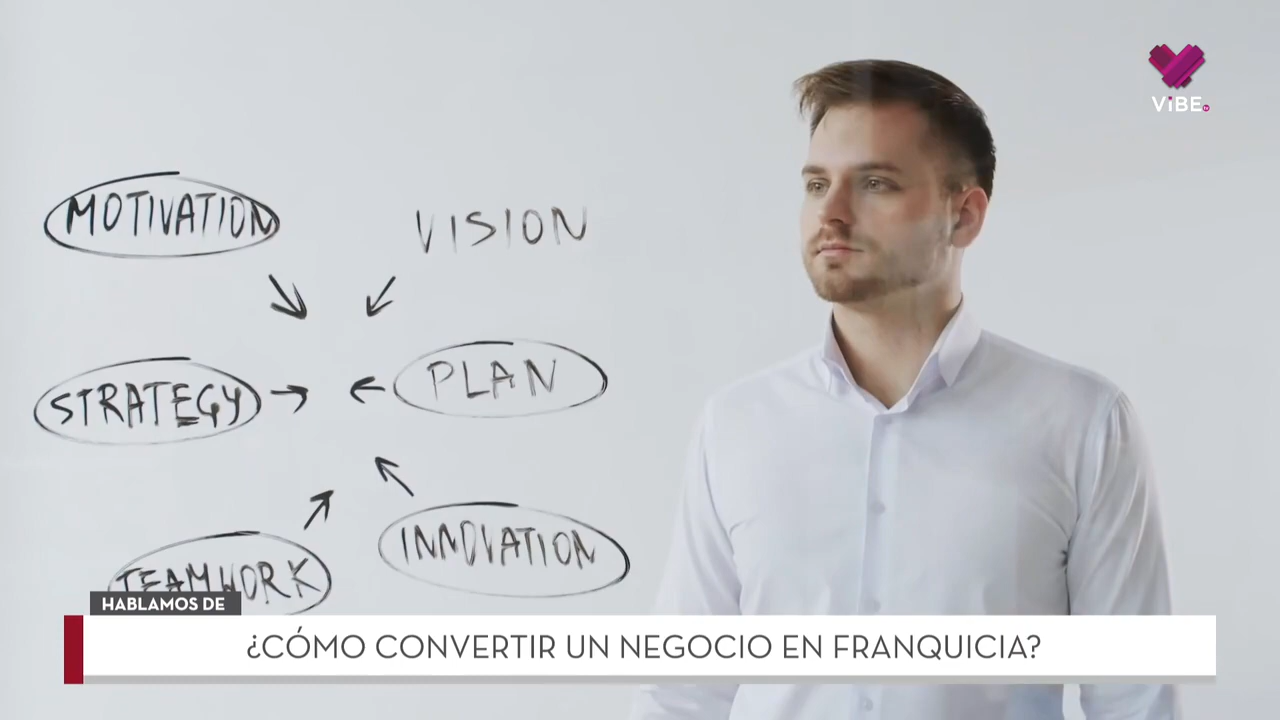 ViBE
MOTIVATION
VISION
STRATEGY
PLAN
INNOVATION
TEAMWORK
HABLAMOS DE
¿CÓMO CONVERTIR UN NEGOCIO EN FRANQUICIA?